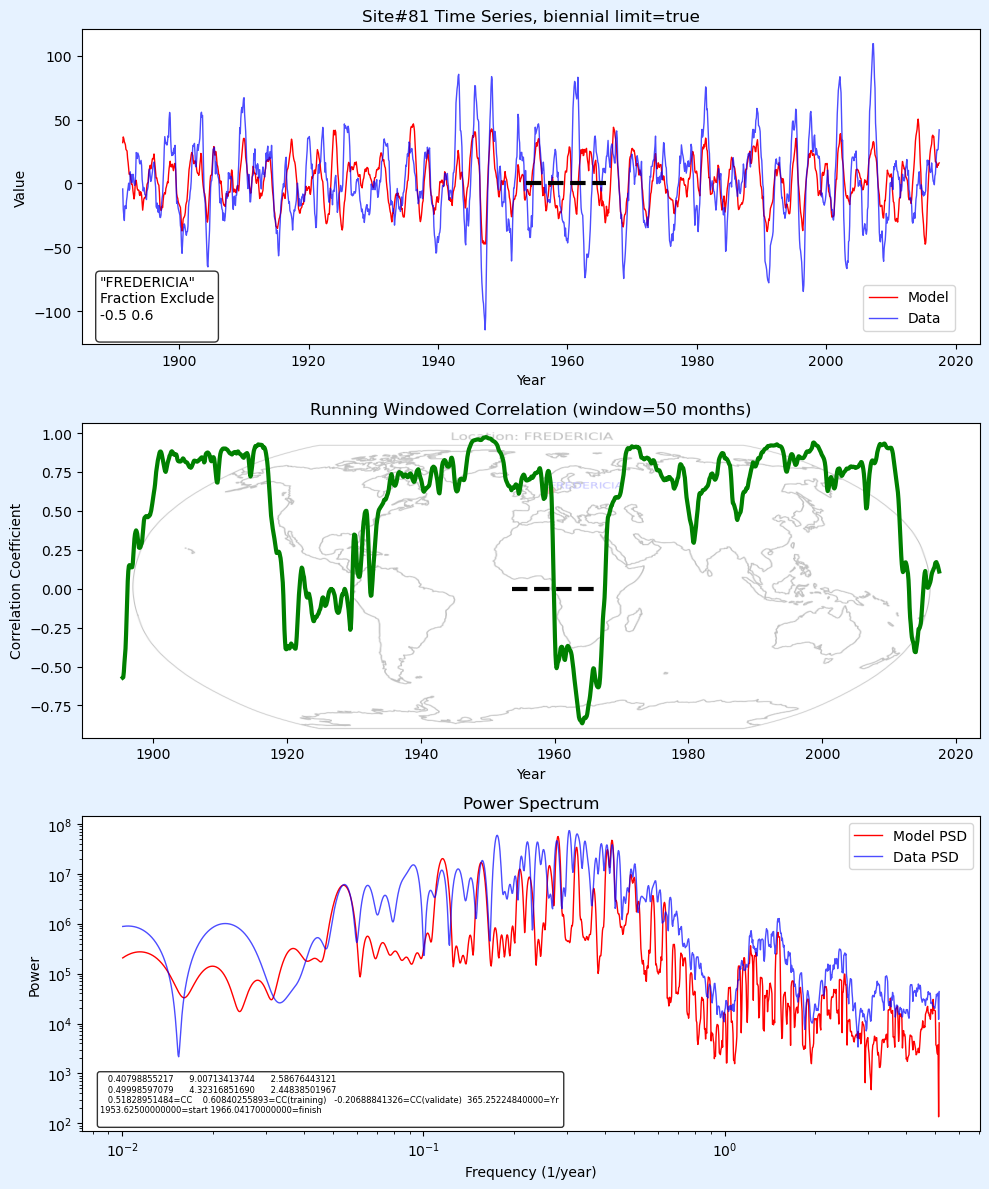 Site#81 Time Series, biennial limit=true
100
50
0
−50
−100
Value
"FREDERICIA"
Fraction Exclude
-0.5 0.6
Model
Data
1900 1920 1940 1960 1980 2000 2020
Year
Running Windowed Correlation (window=50 months)
Location: FREDERICIA
FREDERICIA
1.00
0.75
0.50
0.25
0.00
−0.25
−0.50
−0.75
Correlation Coefficient
1900 1920 1940 1960 1980 2000 2020
Year
Power Spectrum
10^8
10^7
10^6
10^5
10^4
10^3
10^2
Power
Model PSD
Data PSD
0.40798855217 9.00713413744 2.58676443121
0.49998597079 4.32316851690 2.44838501967
0.51828951484=CC 0.60840255893=CC(training) -0.20688841326=CC(validate) 365.25224840000=Yr
1953.62500000000=start 1966.04170000000=finish
10^−2 10^−1 10^0
Frequency (1/year)